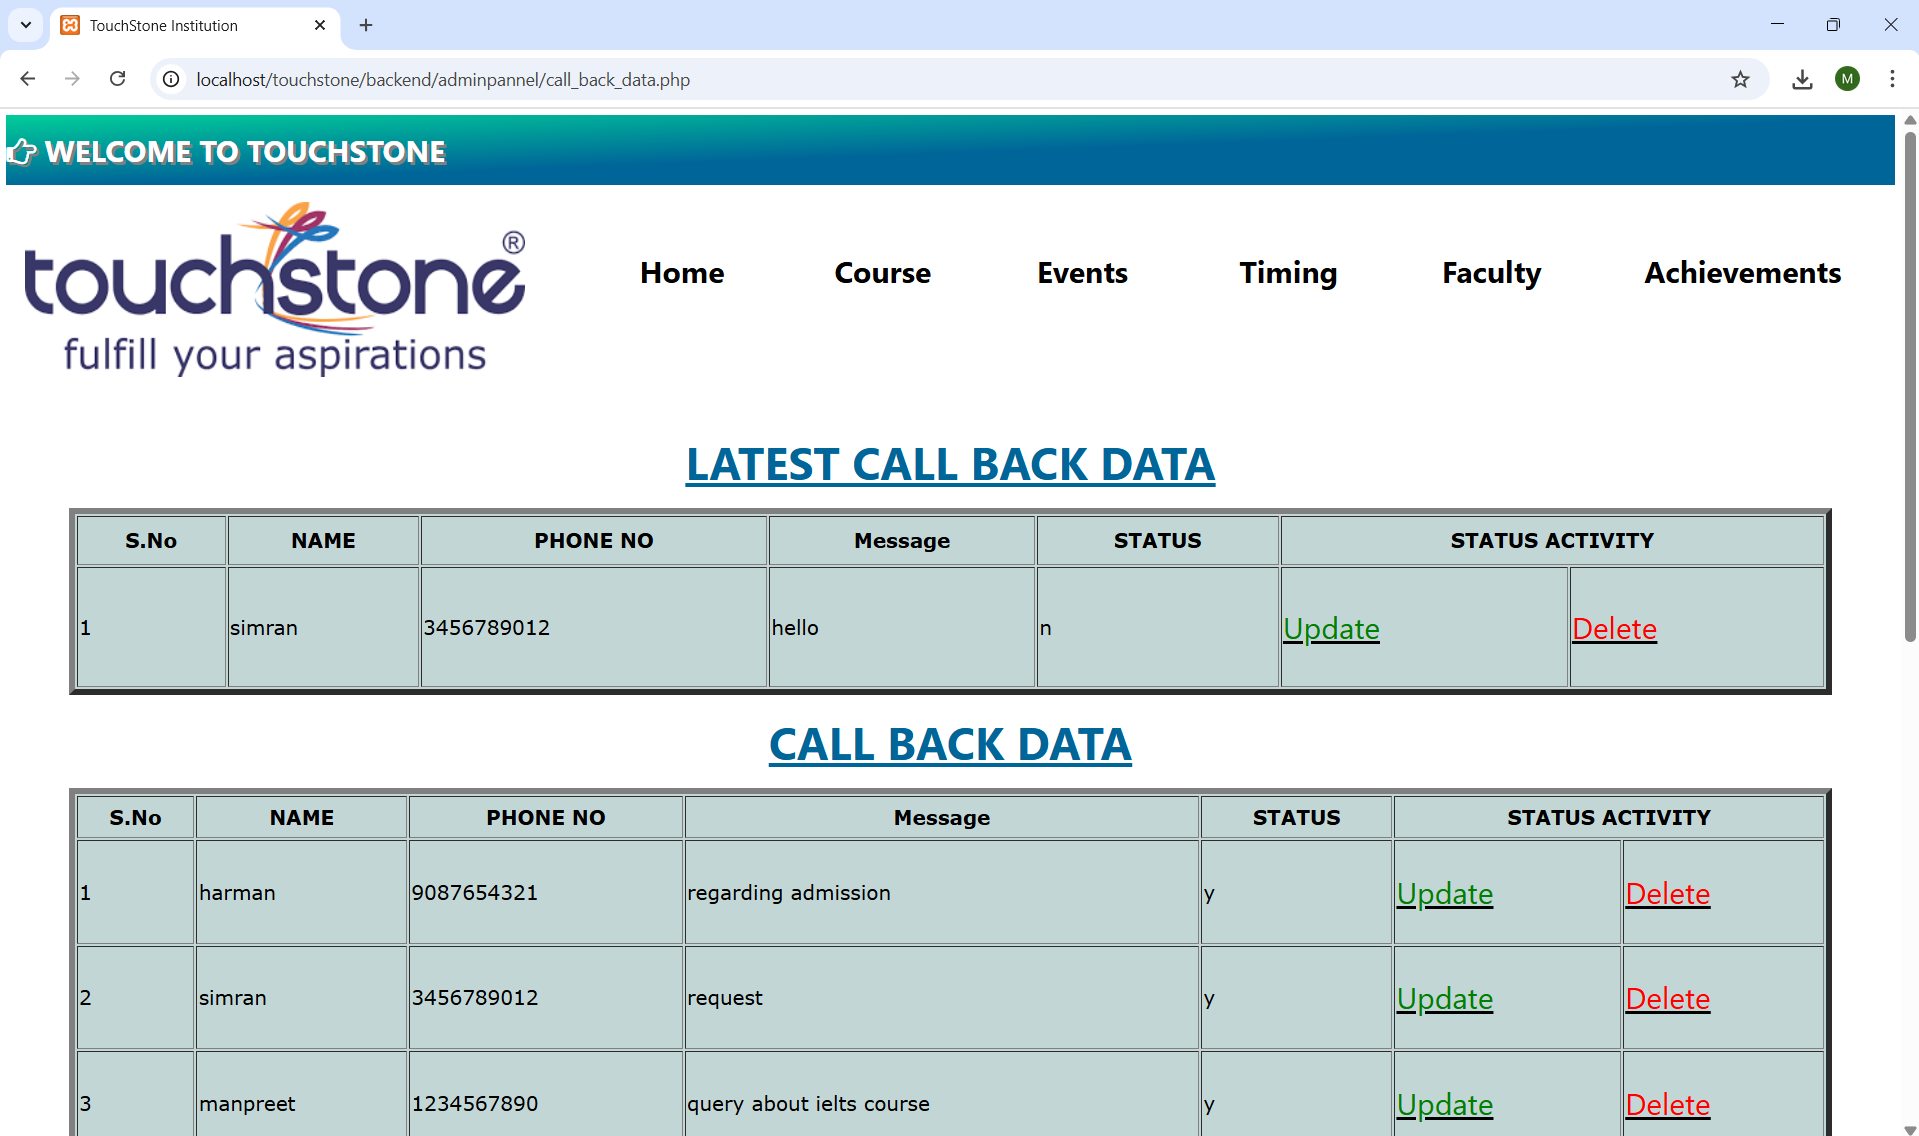 TouchStone Institution
localhost/touchstone/backend/adminpannel/call_back_data.php
M
WELCOME TO TOUCHSTONE
touchstone®
fulfill your aspirations
Home Course Events Timing Faculty Achievements
LATEST CALL BACK DATA
S.No NAME PHONE NO Message STATUS STATUS ACTIVITY
1 simran 3456789012 hello n Update Delete
CALL BACK DATA
S.No NAME PHONE NO Message STATUS STATUS ACTIVITY
1 harman 9087654321 regarding admission y Update Delete
2 simran 3456789012 request y Update Delete
3 manpreet 1234567890 query about ielts course y Update Delete